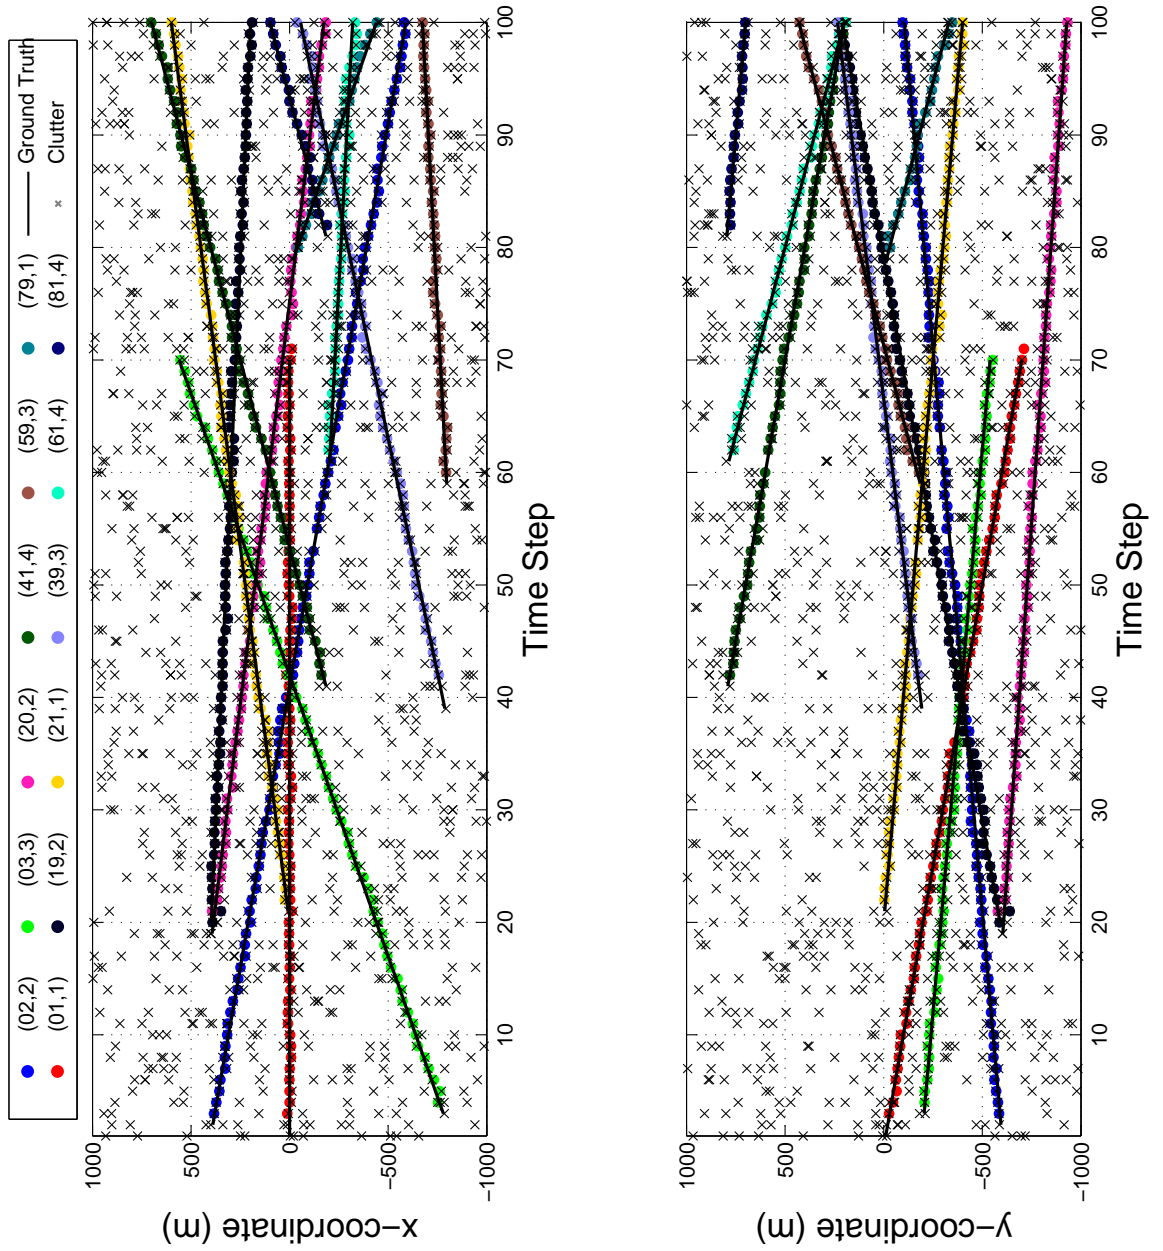 (02,2) (03,3) (20,2) (41,4) (59,3) (79,1) Ground Truth
(01,1) (19,2) (21,1) (39,3) (61,4) (81,4) Clutter
1000
500
0
−500
−1000
x−coordinate (m)
10 20 30 40 50 60 70 80 90 100
Time Step
1000
500
0
−500
−1000
y−coordinate (m)
10 20 30 40 50 60 70 80 90 100
Time Step